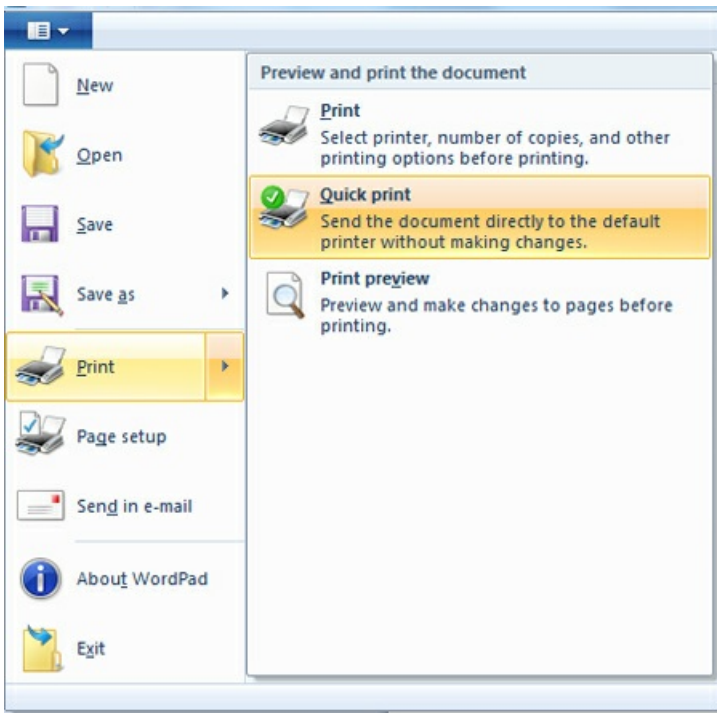 New
Open
Save
Save as
Print
Page setup
Send in e-mail
About WordPad
Exit
Preview and print the document
Print
Select printer, number of copies, and other
printing options before printing.
Quick print
Send the document directly to the default
printer without making changes.
Print preview
Preview and make changes to pages before
printing.